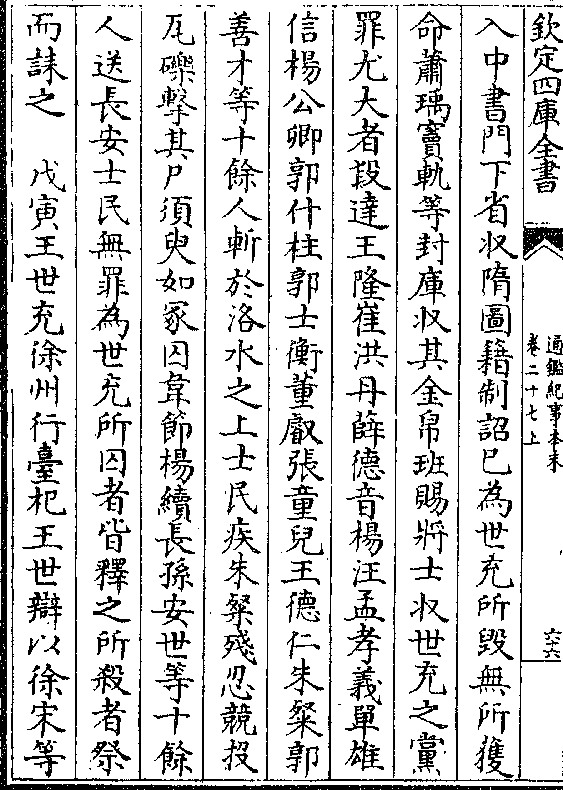 欽定四庫全書
通鑑紀事本末
卷二十七上
六六
入中書門下省收隋圖籍制詔已為世充所毀無所獲
命蕭瑀竇軌等封庫收其金帛班賜將士收世充之黨
罪尤大者段達王隆崔洪丹薛德音楊汪孟孝義單雄
信楊公卿郭什柱郭士衡董叡張童兒王德仁朱粲郭
善才等十餘人斬於洛水之上士民疾朱粲殘忍競投
瓦礫擊其尸須臾如冢囚韋節楊續長孫安世等十餘
人送長安士民無罪為世充所囚者皆釋之所殺者祭
而誄之　戊寅王世充徐州行臺杞王世辯以徐宋等